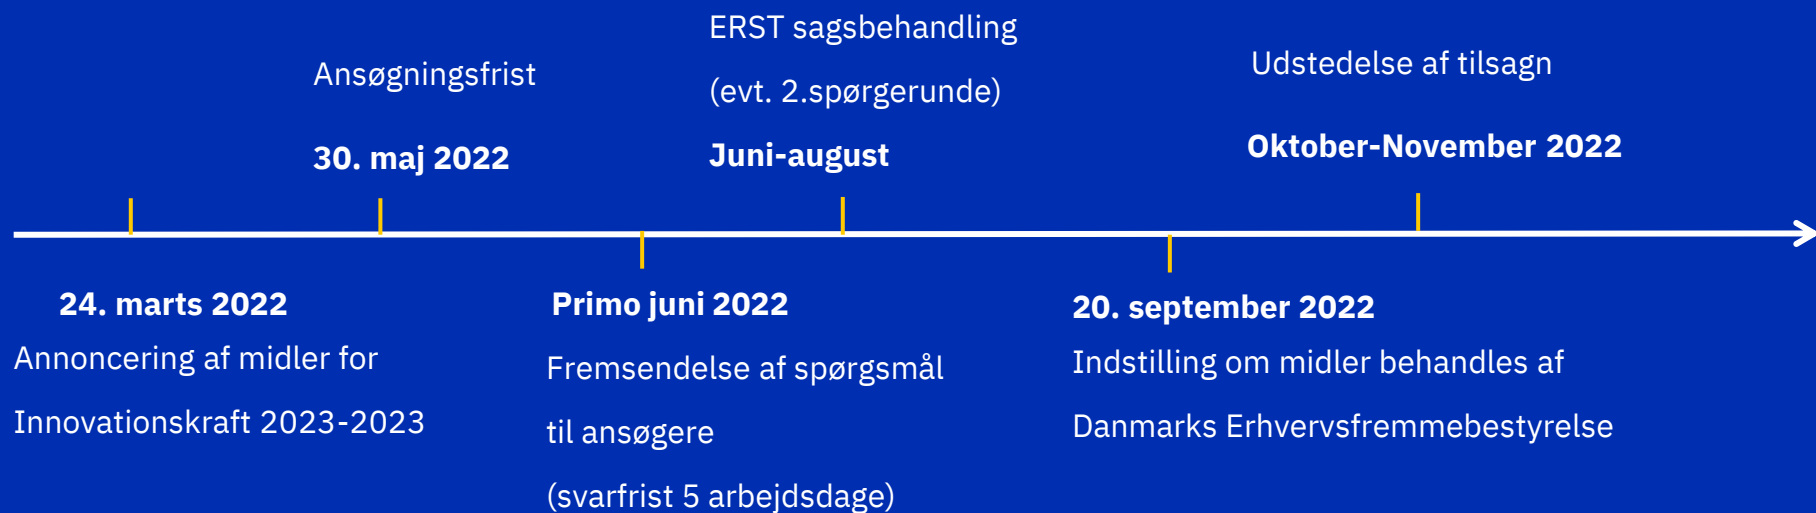 ERST sagsbehandling
(evt. 2.spørgerunde)
Juni-august
Ansøgningsfrist
30. maj 2022
Udstedelse af tilsagn
Oktober-November 2022
24. marts 2022
Annoncering af midler for
Innovationskraft 2023-2023
Primo juni 2022
Fremsendelse af spørgsmål
til ansøgere
(svarfrist 5 arbejdsdage)
20. september 2022
Indstilling om midler behandles af
Danmarks Erhvervsfremmebestyrelse